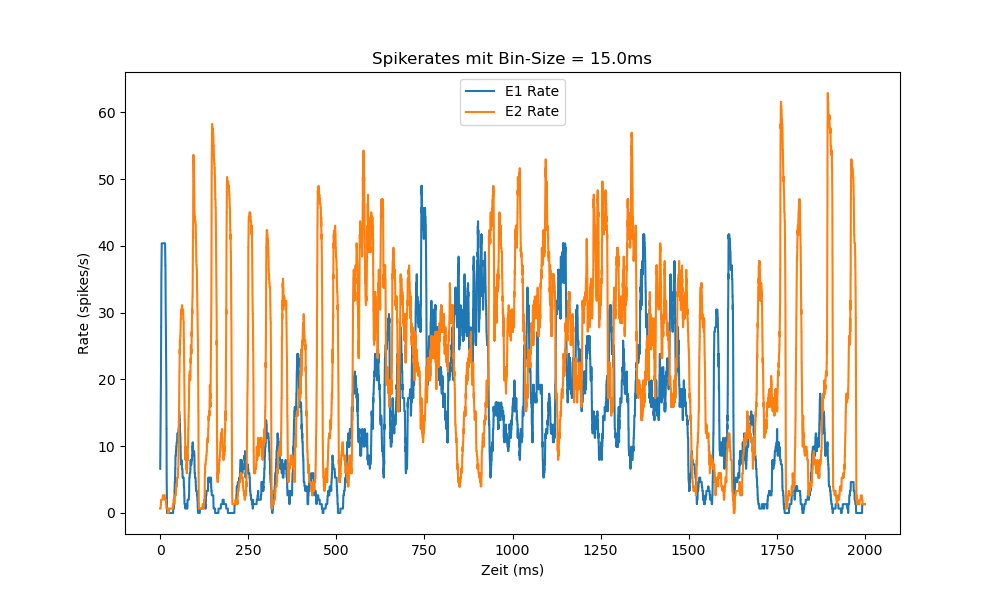 Spikerates mit Bin-Size = 15.0ms
E1 Rate
E2 Rate
Rate (spikes/s)
60
50
40
30
20
10
0
0 250 500 750 1000 1250 1500 1750 2000
Zeit (ms)